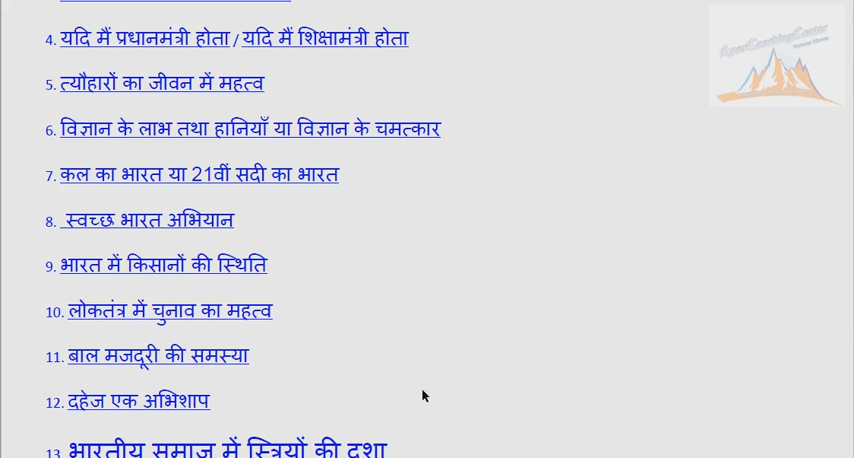 4. यदि मैं प्रधानमंत्री होता / यदि मैं शिक्षामंत्री होता
5. त्यौहारों का जीवन में महत्व
6. विज्ञान के लाभ तथा हानियाँ या विज्ञान के चमत्कार
7. कल का भारत या 21वीं सदी का भारत
8. स्वच्छ भारत अभियान
9. भारत में किसानों की स्थिति
10. लोकतंत्र में चुनाव का महत्व
11. बाल मजदूरी की समस्या
12. दहेज एक अभिशाप
13. भारतीय समाज में स्त्रियों की दशा